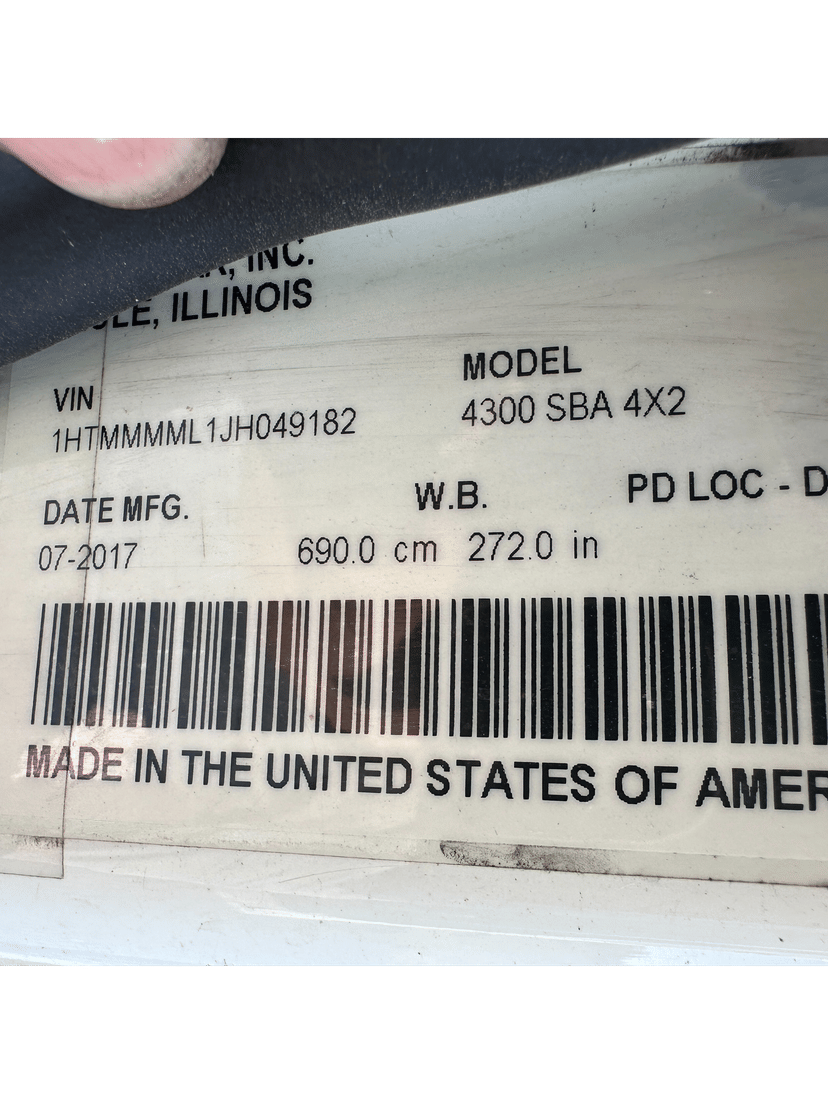 INC.
ILLINOIS
VIN
1HTMMMML1JH049182
MODEL
4300 SBA 4X2
DATE MFG.
07-2017
W.B.
690.0 cm 272.0 in
PD LOC - D
MADE IN THE UNITED STATES OF AMER